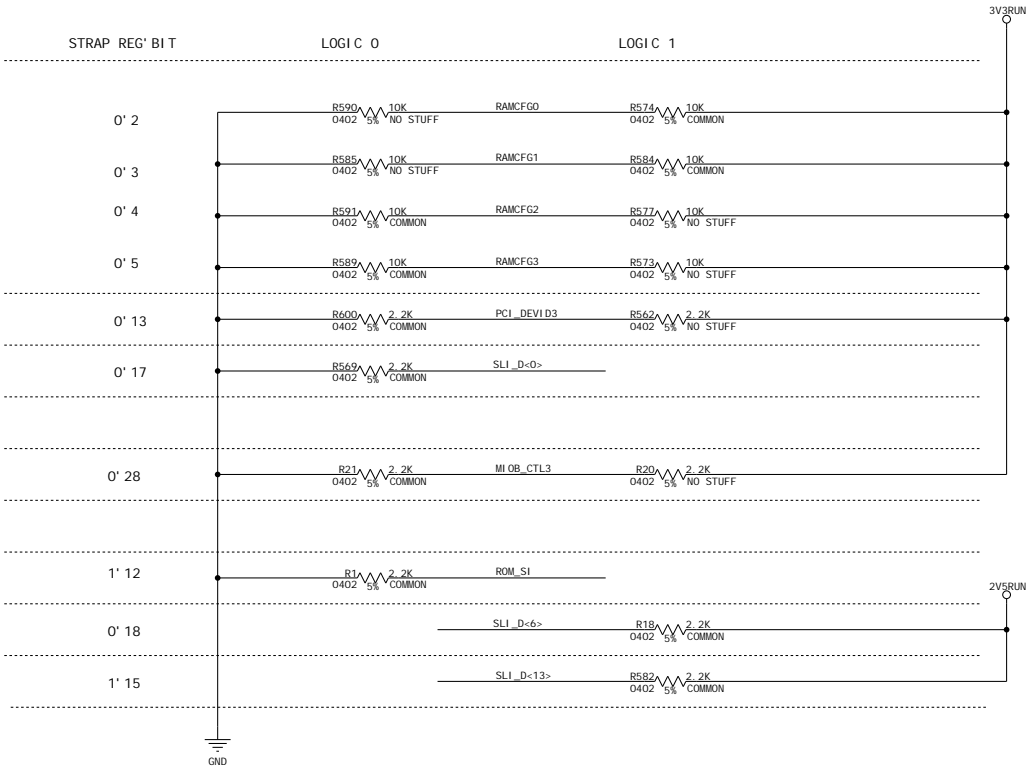 3V3RUN
STRAP REG'BIT LOGIC 0 LOGIC 1
R590 10K RAMCFG0 R574 10K
0'2 0402 5% NO STUFF 0402 5% COMMON
R585 10K RAMCFG1 R584 10K
0'3 0402 5% NO STUFF 0402 5% COMMON
0'4 R591 10K RAMCFG2 R577 10K
0402 5% COMMON 0402 5% NO STUFF
0'5 R589 10K RAMCFG3 R573 10K
0402 5% COMMON 0402 5% NO STUFF
0'13 R600 2.2K PCI_DEVID3 R562 2.2K
0402 5% COMMON 0402 5% NO STUFF
0'17 R569 2.2K SLI_D<0>
0402 5% COMMON
0'28 R21 2.2K MIOB_CTL3 R20 2.2K
0402 5% COMMON 0402 5% NO STUFF
1'12 R1 2.2K ROM_SI
0402 5% COMMON
2V5RUN
0'18 SLI_D<6> R18 2.2K
0402 5% COMMON
1'15 SLI_D<13> R582 2.2K
0402 5% COMMON
GND